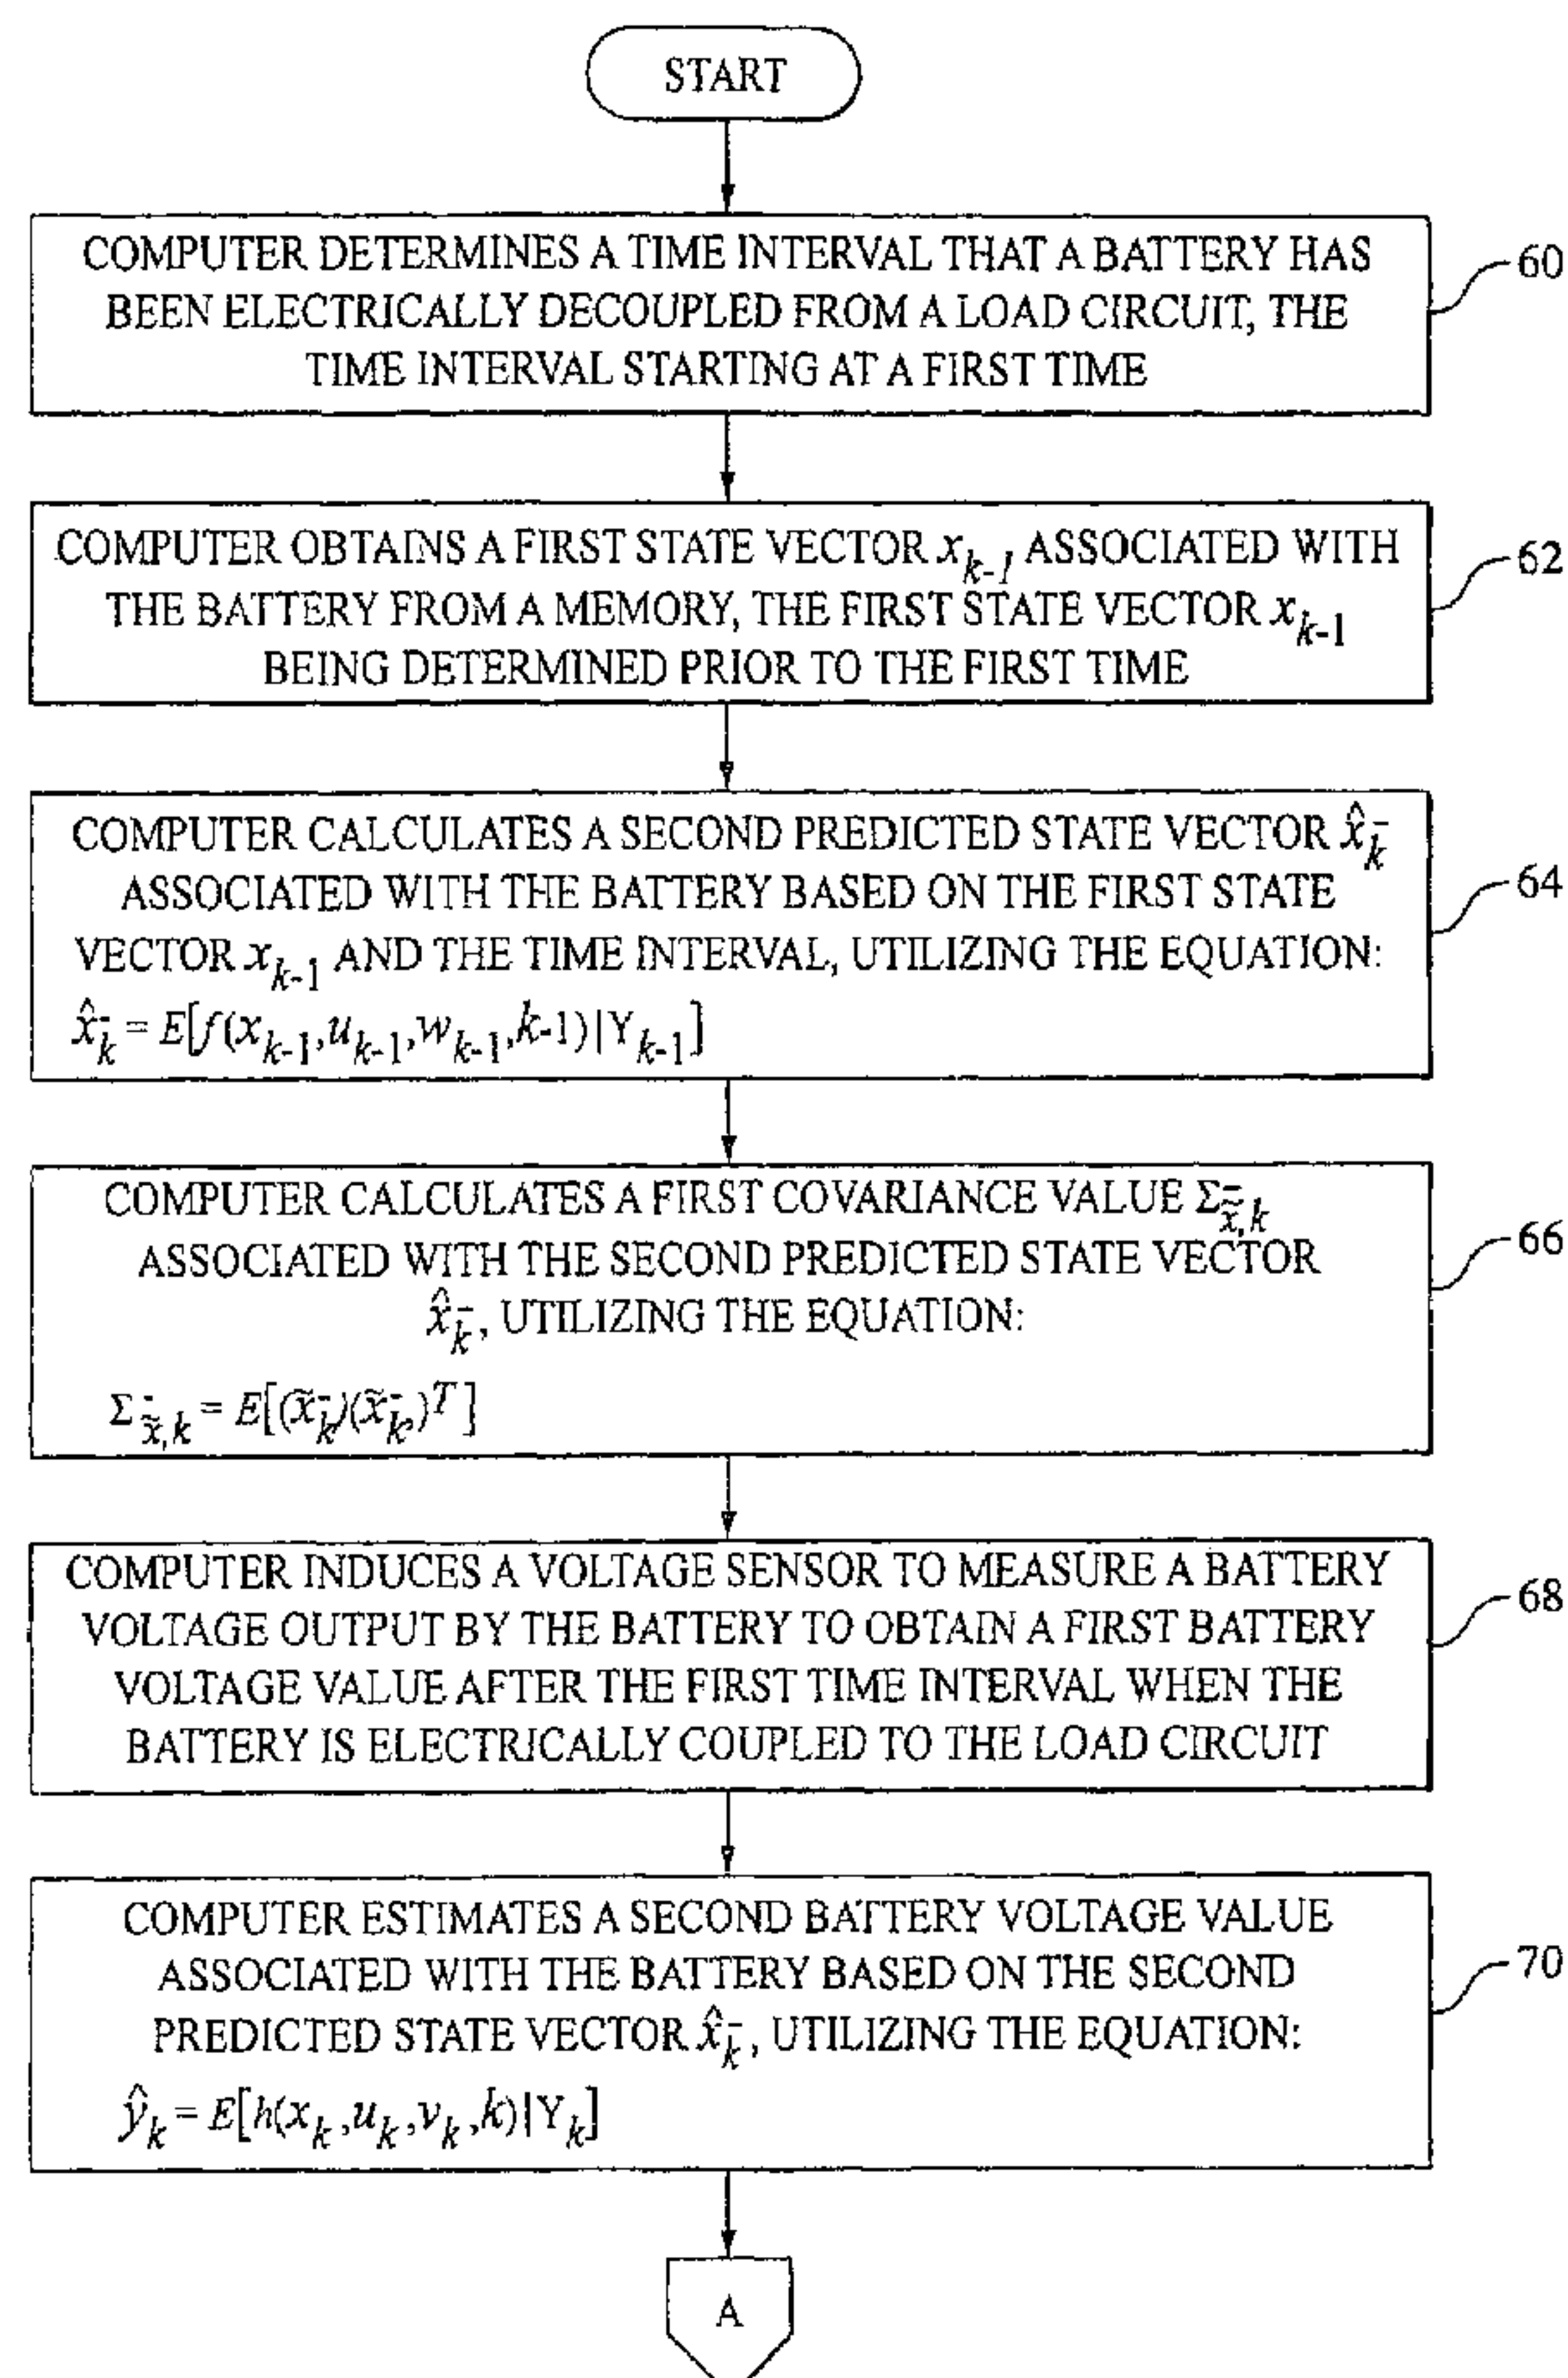 START
COMPUTER DETERMINES A TIME INTERVAL THAT A BATTERY HAS
BEEN ELECTRICALLY DECOUPLED FROM A LOAD CIRCUIT, THE
TIME INTERVAL STARTING AT A FIRST TIME
60
COMPUTER OBTAINS A FIRST STATE VECTOR x_{k-1} ASSOCIATED WITH
THE BATTERY FROM A MEMORY, THE FIRST STATE VECTOR x_{k-1}
BEING DETERMINED PRIOR TO THE FIRST TIME
62
COMPUTER CALCULATES A SECOND PREDICTED STATE VECTOR x̂_k^-
ASSOCIATED WITH THE BATTERY BASED ON THE FIRST STATE
VECTOR x_{k-1} AND THE TIME INTERVAL, UTILIZING THE EQUATION:
x̂_k^- = E[f(x_{k-1},u_{k-1},w_{k-1},k-1)|Y_{k-1}]
64
COMPUTER CALCULATES A FIRST COVARIANCE VALUE Σ_{x̃,k}^-
ASSOCIATED WITH THE SECOND PREDICTED STATE VECTOR
x̂_k^-, UTILIZING THE EQUATION:
Σ_{x̃,k}^- = E[(x̃_k^-)(x̃_k^-)^T]
66
COMPUTER INDUCES A VOLTAGE SENSOR TO MEASURE A BATTERY
VOLTAGE OUTPUT BY THE BATTERY TO OBTAIN A FIRST BATTERY
VOLTAGE VALUE AFTER THE FIRST TIME INTERVAL WHEN THE
BATTERY IS ELECTRICALLY COUPLED TO THE LOAD CIRCUIT
68
COMPUTER ESTIMATES A SECOND BATTERY VOLTAGE VALUE
ASSOCIATED WITH THE BATTERY BASED ON THE SECOND
PREDICTED STATE VECTOR x̂_k^-, UTILIZING THE EQUATION:
ŷ_k = E[h(x_k,u_k,v_k,k)|Y_k]
70
A